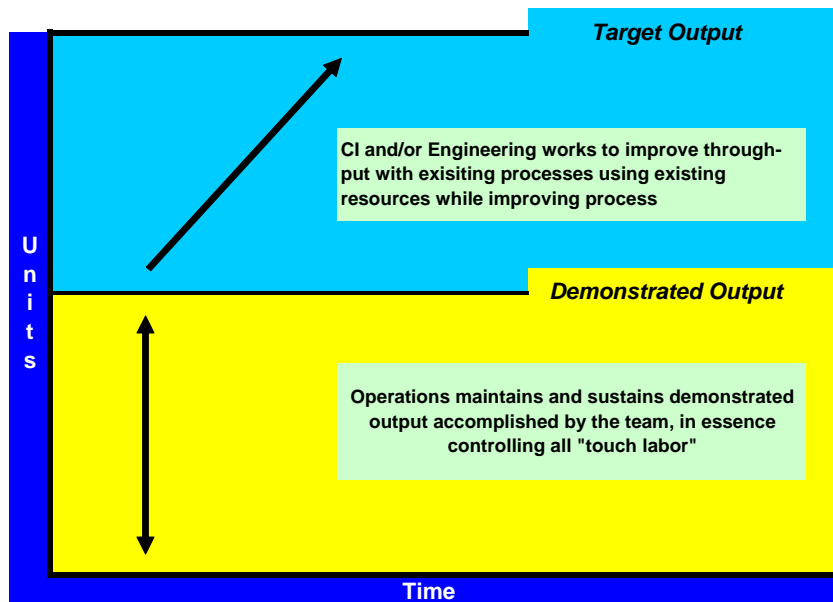 Target Output
CI and/or Engineering works to improve through-
put with exisiting processes using existing
resources while improving process
Units
Demonstrated Output
Operations maintains and sustains demonstrated
output accomplished by the team, in essence
controlling all "touch labor"
Time